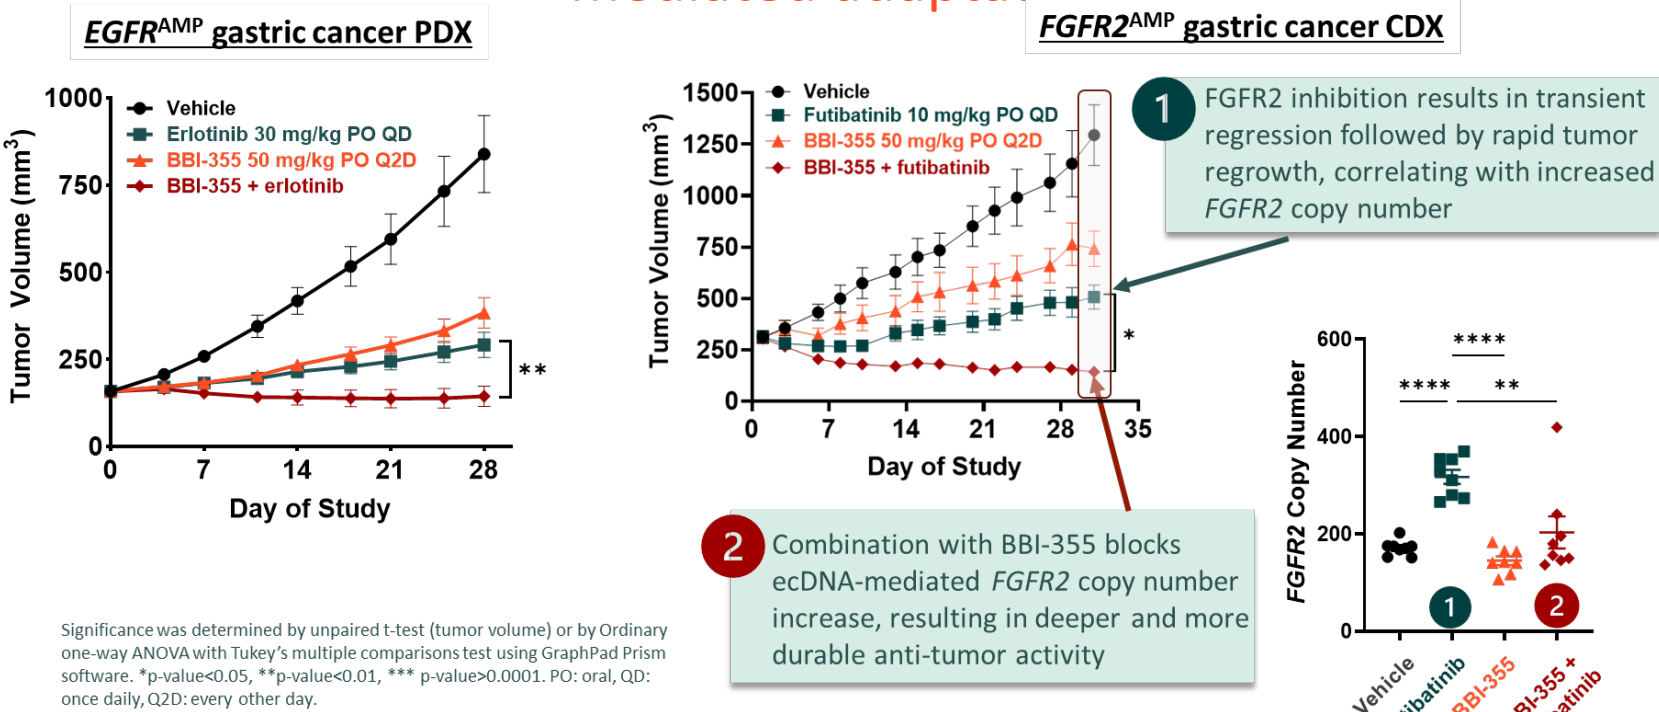 EGFRAMP gastric cancer PDX
FGFR2AMP gastric cancer CDX
Tumor Volume (mm3)
1000
750
500
250
0
0 7 14 21 28
Day of Study
Vehicle
Erlotinib 30 mg/kg PO QD
BBI-355 50 mg/kg PO Q2D
BBI-355 + erlotinib
**
Tumor Volume (mm3)
1500
1250
1000
750
500
250
0
0 7 14 21 28 35
Day of Study
Vehicle
Futibatinib 10 mg/kg PO QD
BBI-355 50 mg/kg PO Q2D
BBI-355 + futibatinib
*
1
FGFR2 inhibition results in transient
regression followed by rapid tumor
regrowth, correlating with increased
FGFR2 copy number
2
Combination with BBI-355 blocks
ecDNA-mediated FGFR2 copy number
increase, resulting in deeper and more
durable anti-tumor activity
FGFR2 Copy Number
600
400
200
0
****
**** **
1 2
Vehicle
BBI-355
Significance was determined by unpaired t-test (tumor volume) or by Ordinary
one-way ANOVA with Tukey's multiple comparisons test using GraphPad Prism
software. *p-value<0.05, **p-value<0.01, *** p-value>0.0001. PO: oral, QD:
once daily, Q2D: every other day.